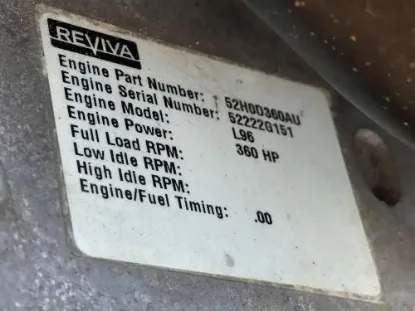 REVIVA
Engine Part Number: 52H0D360AU
Engine Serial Number: 52222G151
Engine Model: L96
Engine Power: 360 HP
Full Load RPM:
Low Idle RPM:
High Idle RPM:
Engine/Fuel Timing: .00